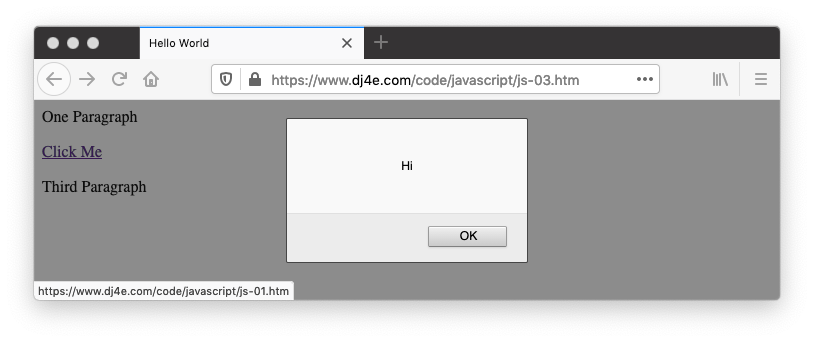 Hello World
https://www.dj4e.com/code/javascript/js-03.htm
One Paragraph
Click Me
Third Paragraph
Hi
OK
https://www.dj4e.com/code/javascript/js-01.htm